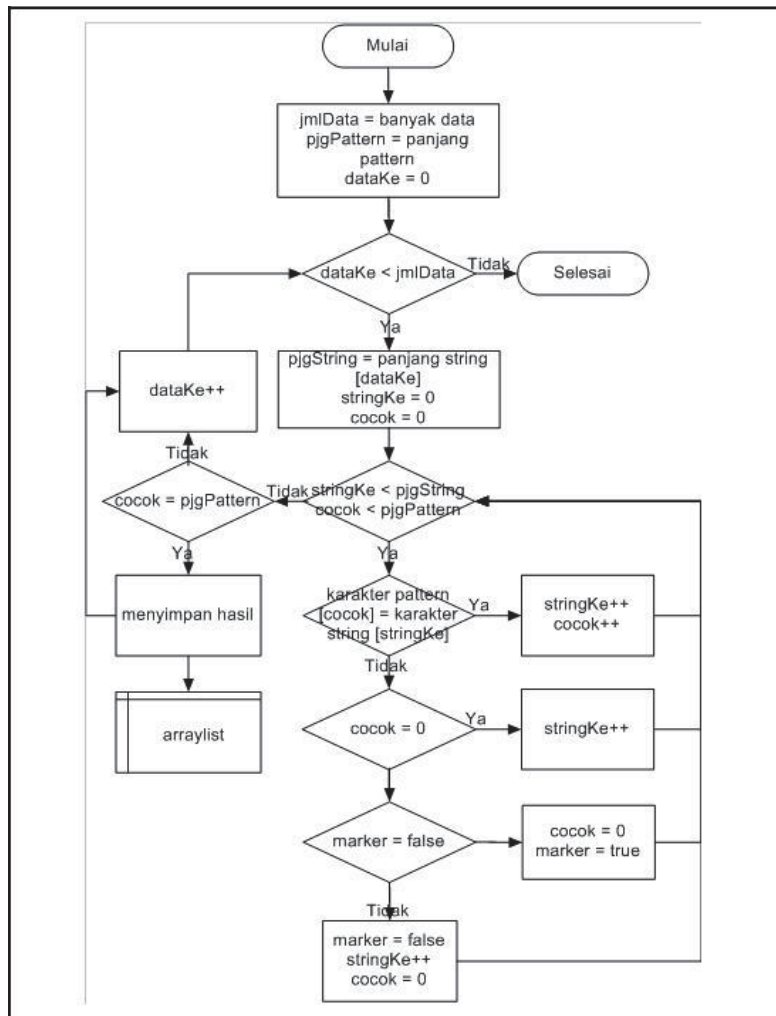 Mulai
jmlData = banyak data
pjgPattern = panjang
pattern
dataKe = 0
dataKe < jmlData
Tidak
Selesai
Ya
pjgString = panjang string
[dataKe]
stringKe = 0
cocok = 0
dataKe++
Tidak
cocok = pjgPattern
Tidak
stringKe < pjgString
cocok < pjgPattern
Ya
Ya
menyimpan hasil
arraylist
karakter pattern
[cocok] = karakter
string [stringKe]
Ya
stringKe++
cocok++
Tidak
cocok = 0
Ya
stringKe++
marker = false
cocok = 0
marker = true
Tidak
marker = false
stringKe++
cocok = 0